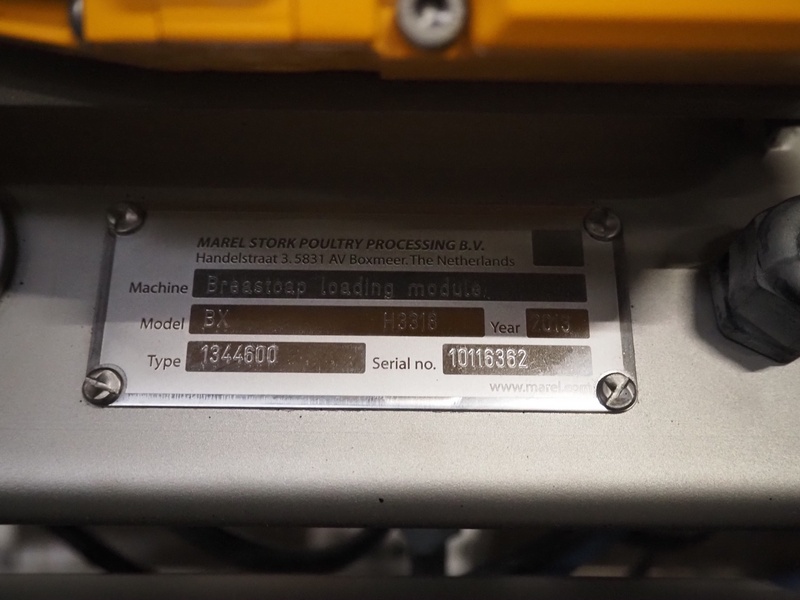 MAREL STORK POULTRY PROCESSING B.V.
Handelstraat 3. 5831 AV Boxmeer. The Netherlands
Machine Breastcap loading module
Model BX H3318 Year
Type 1344600 Serial no. 10116362
www.marel.com